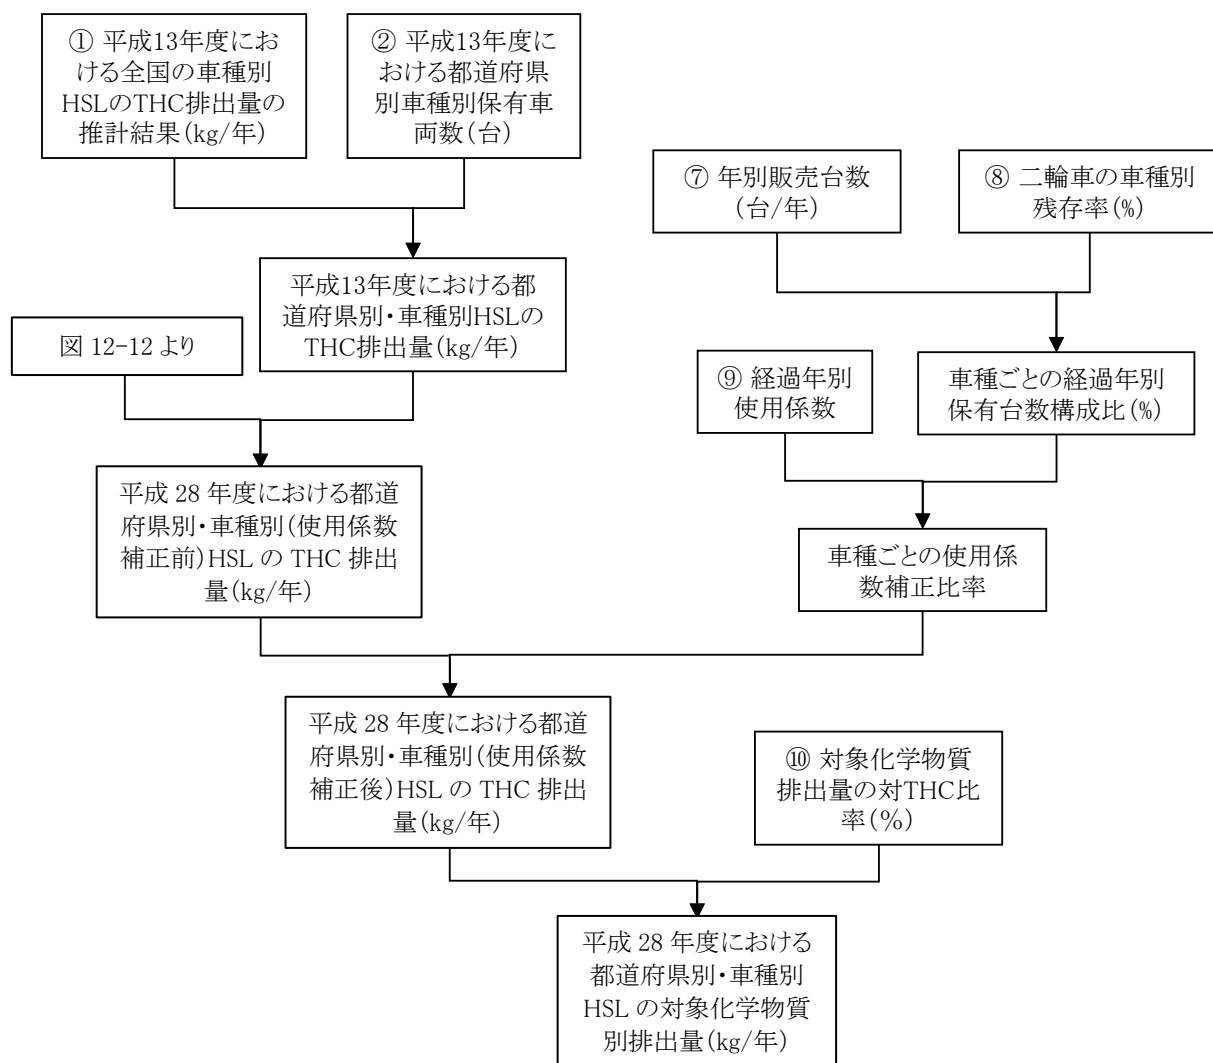 ① 平成13年度にお
ける全国の車種別
HSLのTHC排出量の
推計結果(kg/年)
② 平成13年度に
おける都道府県
別車種別保有車
両数(台)
⑦ 年別販売台数
(台/年)
⑧ 二輪車の車種別
残存率(%)
平成13年度における都
道府県別・車種別HSLの
THC排出量(kg/年)
図 12-12 より
⑨ 経過年別
使用係数
車種ごとの経過年別
保有台数構成比(%)
平成 28 年度における都道
府県別・車種別(使用係数
補正前)HSL の THC 排出
量(kg/年)
車種ごとの使用係
数補正比率
平成 28 年度における都道
府県別・車種別(使用係数
補正後)HSL の THC 排出
量(kg/年)
⑩ 対象化学物質
排出量の対THC比
率(%)
平成 28 年度における
都道府県別・車種別
HSL の対象化学物質
別排出量(kg/年)